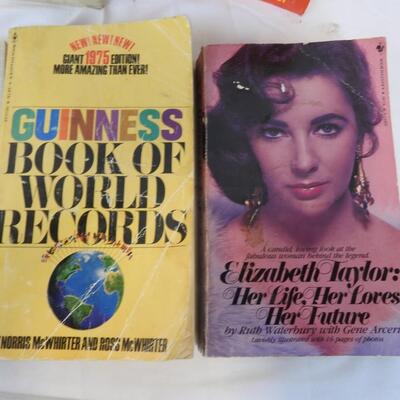 NEW! NEW! NEW!
GIANT 1975 EDITION!
MORE AMAZING THAN EVER!
GUINNESS
BOOK OF
WORLD
RECORDS
NORRIS McWHIRTER AND ROSS McWHIRTER
A candid, loving look at the
fabulous woman behind the legend.
Elizabeth Taylor:
Her Life, Her Loves,
Her Future
by Ruth Waterbury with Gene Arceri
Lavishly illustrated with 16 pages of photos